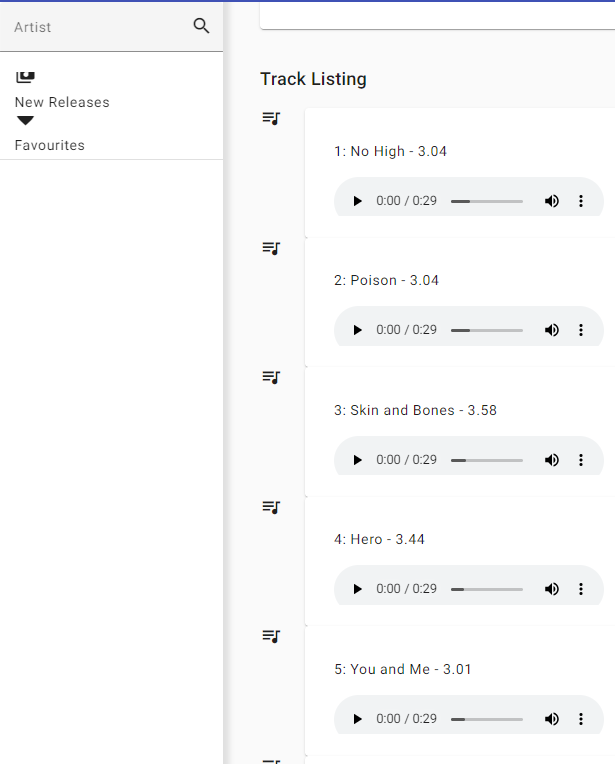 Artist
New Releases
Favourites
Track Listing
1: No High - 3.04
0:00 / 0:29
2: Poison - 3.04
0:00 / 0:29
3: Skin and Bones - 3.58
0:00 / 0:29
4: Hero - 3.44
0:00 / 0:29
5: You and Me - 3.01
0:00 / 0:29